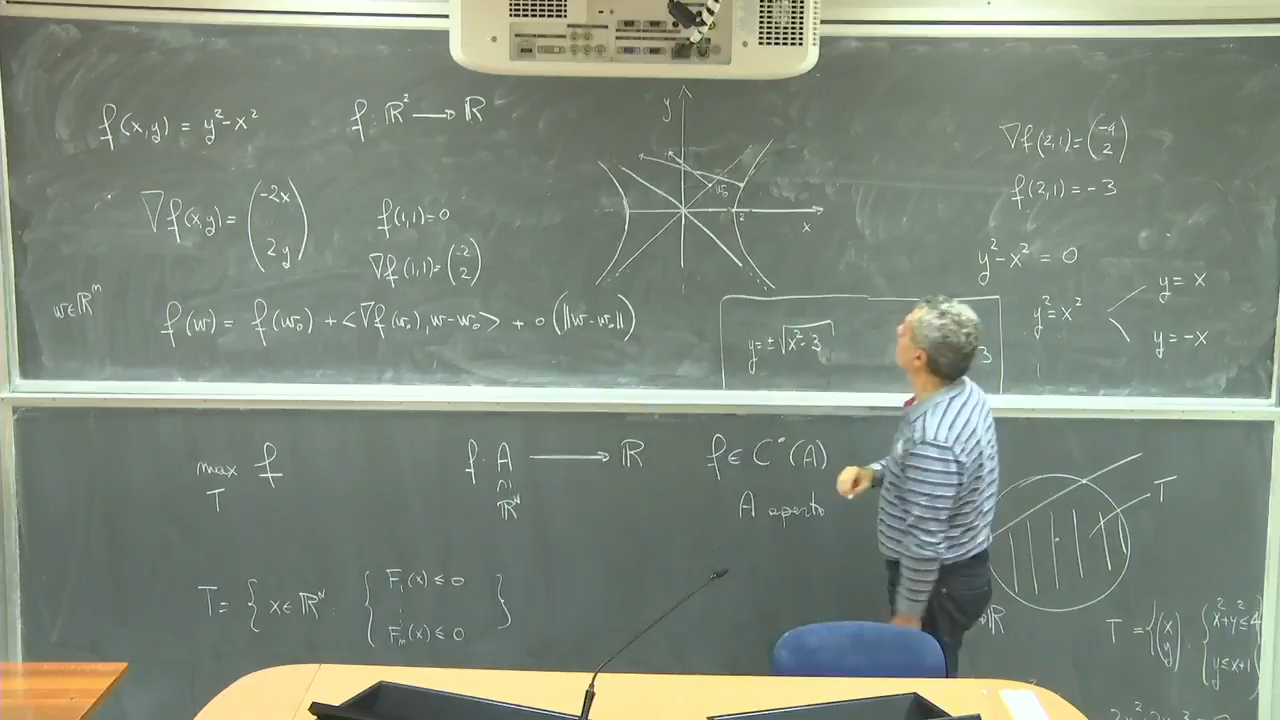 f(x,y) = y²-x²
f: ℝ² ⟶ ℝ
∇f(x,y) = (-2x 2y)
f(1,1)=0
∇f(1,1)=(-2 2)
w∈ℝᵐ
f(w) = f(w₀) + <∇f(w₀), w-w₀> + o(‖w-w₀‖)
y
x
w₀
2
y=±√x²-3
3
∇f(2,1)=(-4 2)
f(2,1)=-3
y²-x² = 0
y²=x²
y=x
y=-x
max f
T
f: A ⟶ ℝ
∩
ℝᴺ
f∈C°(A)
A aperto
T= { x∈ℝᴺ: { F₁(x) ≤ 0
⋮
Fₘ(x) ≤ 0 }
T
ℝ
T = {(x y): { x²+y²≤4
y≤x+1